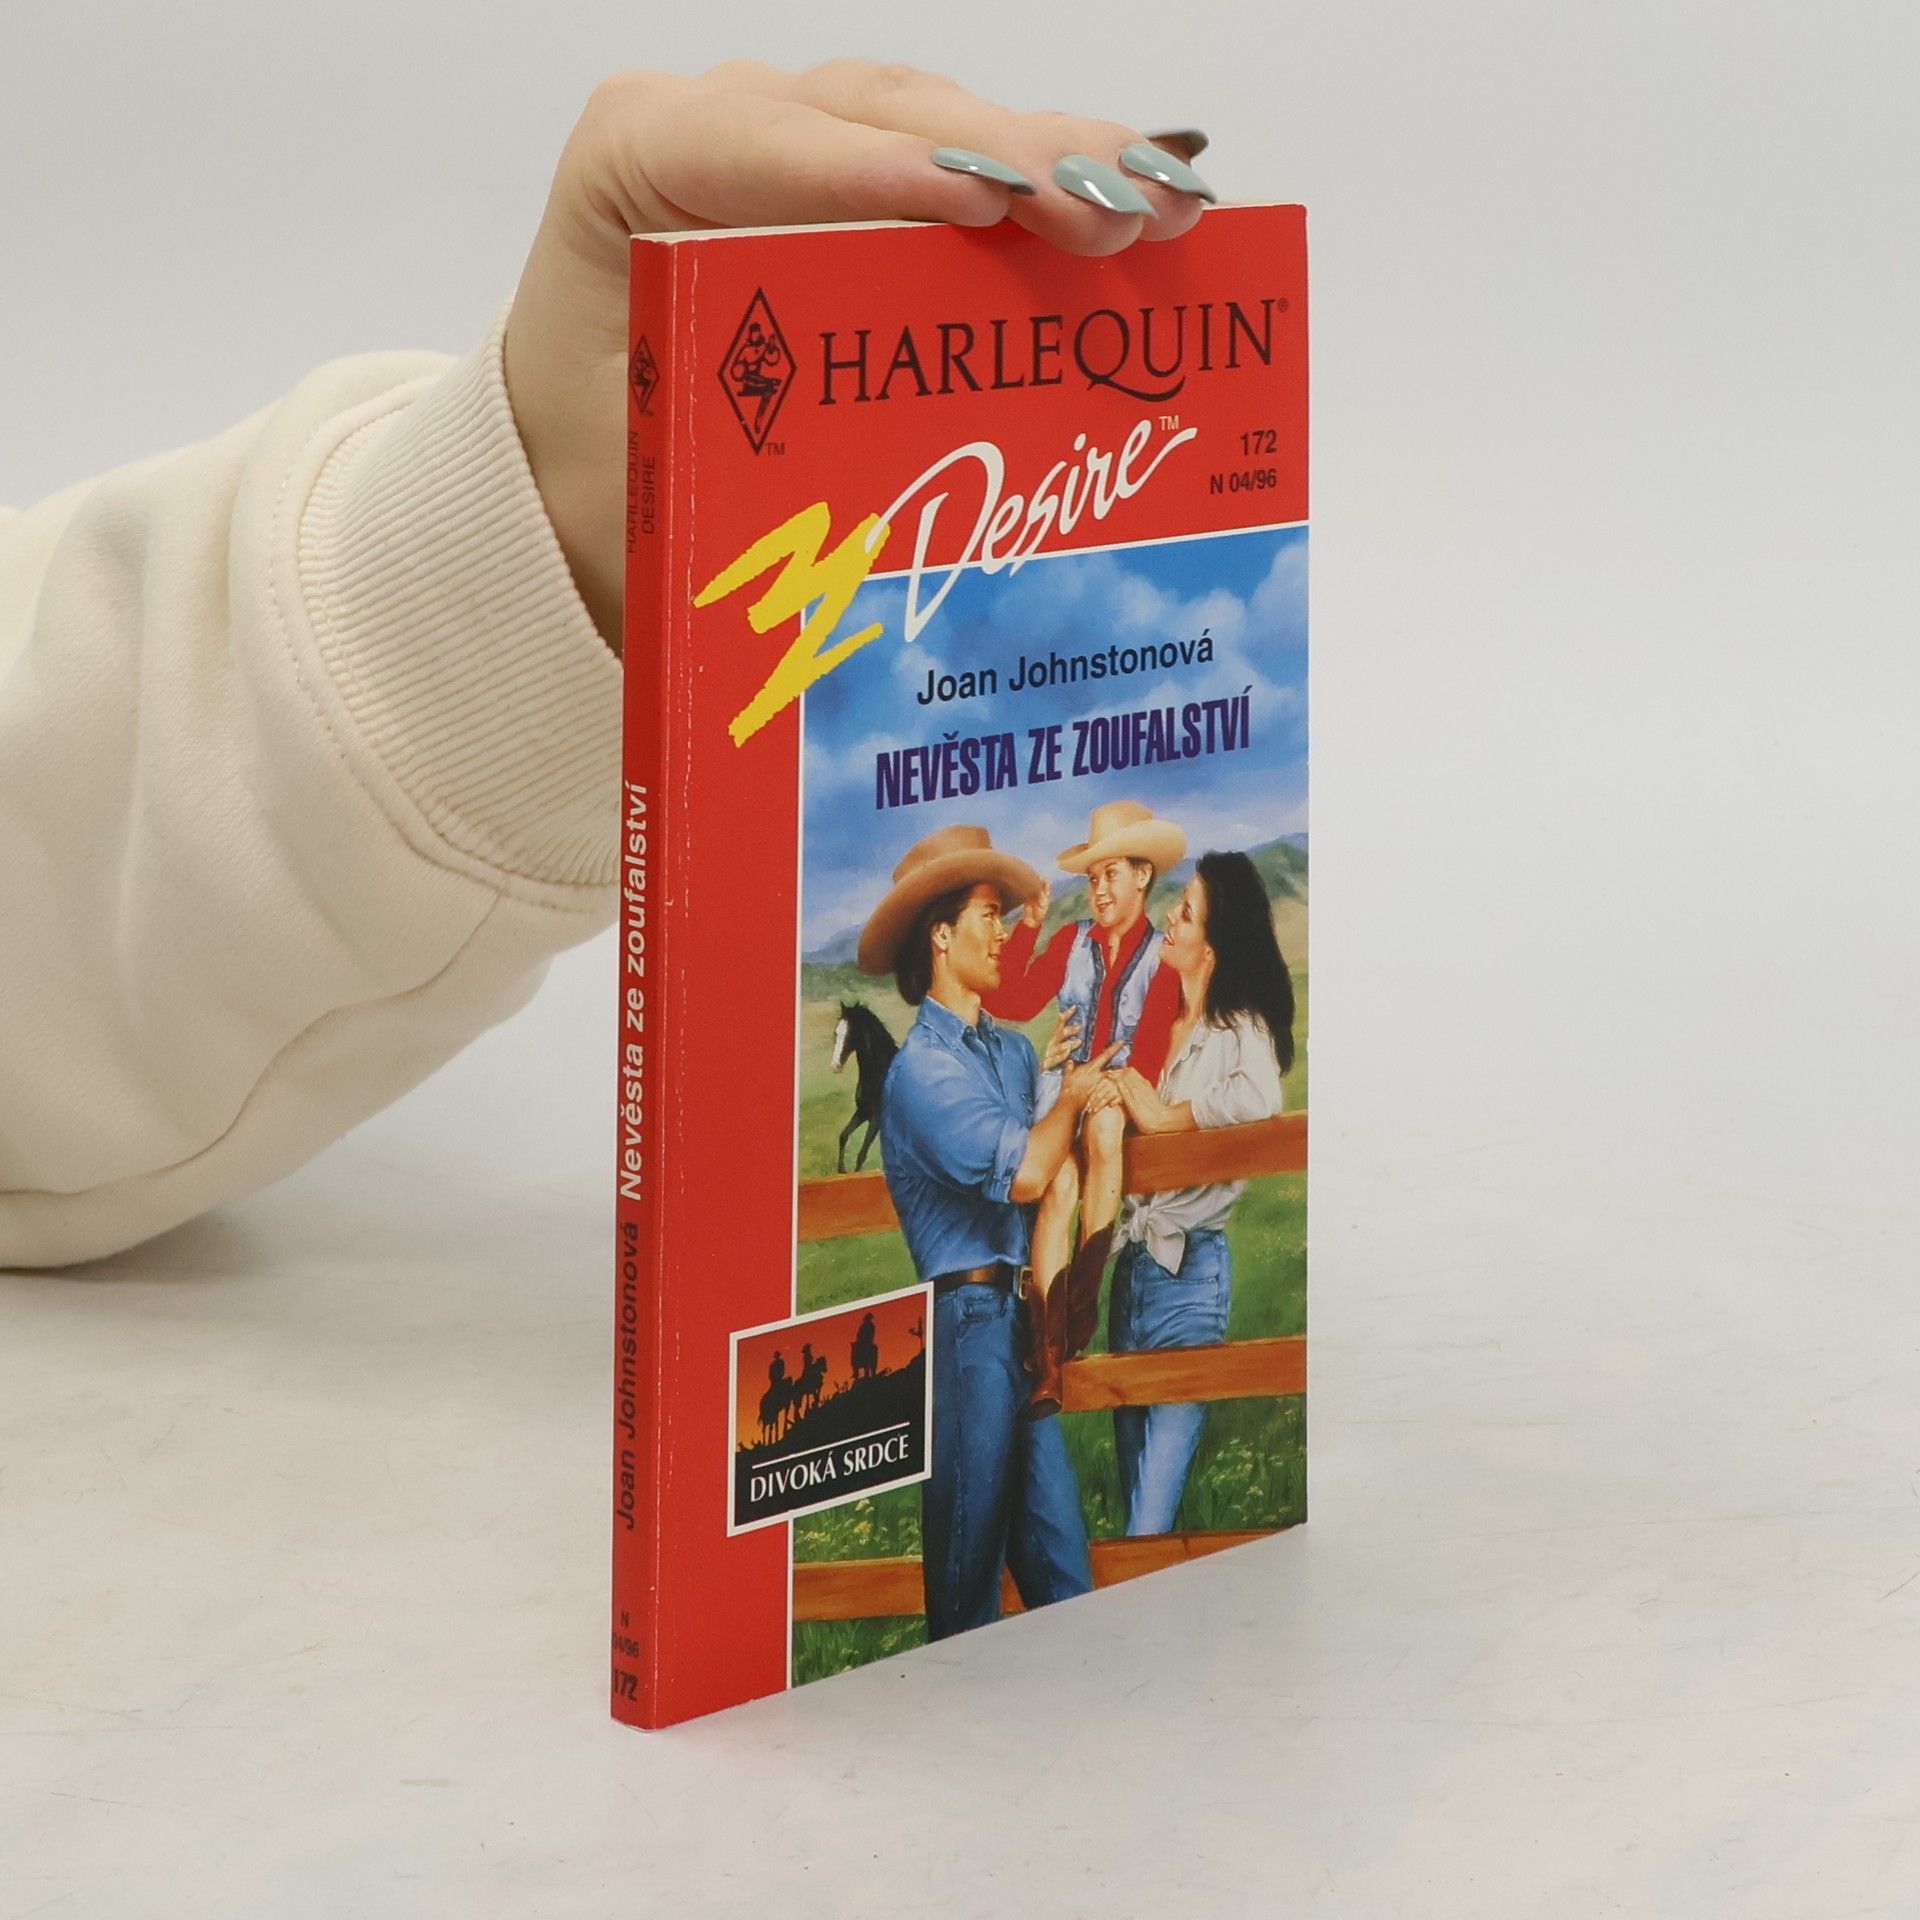 HARLEQUIN®
Desire™
172
N 04/96
Joan Johnstonová
NEVĚSTA ZE ZOUFALSTVÍ
DIVOKÁ SRDCE
TM
HARLEQUIN
DESIRE
Joan Johnstonová Nevěsta ze zoufalství
N
04/96
172